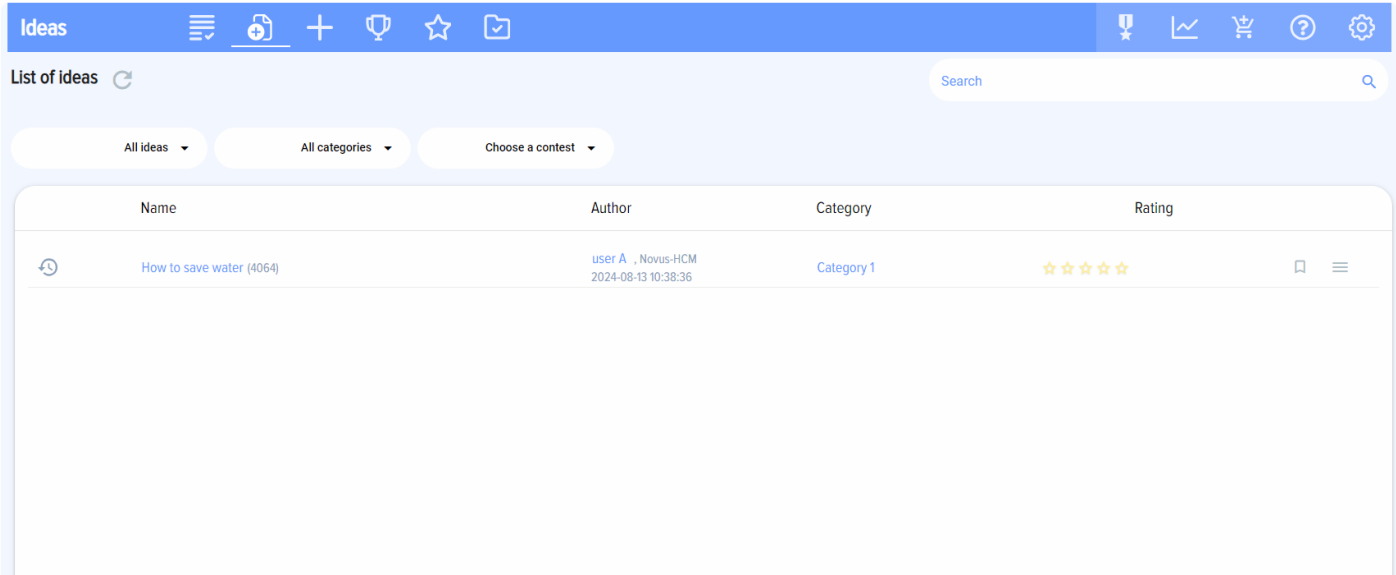 Ideas
List of ideas
Search
All ideas
All categories
Choose a contest
Name Author Category Rating
How to save water (4064)
user A , Novus-HCM
2024-08-13 10:38:36
Category 1